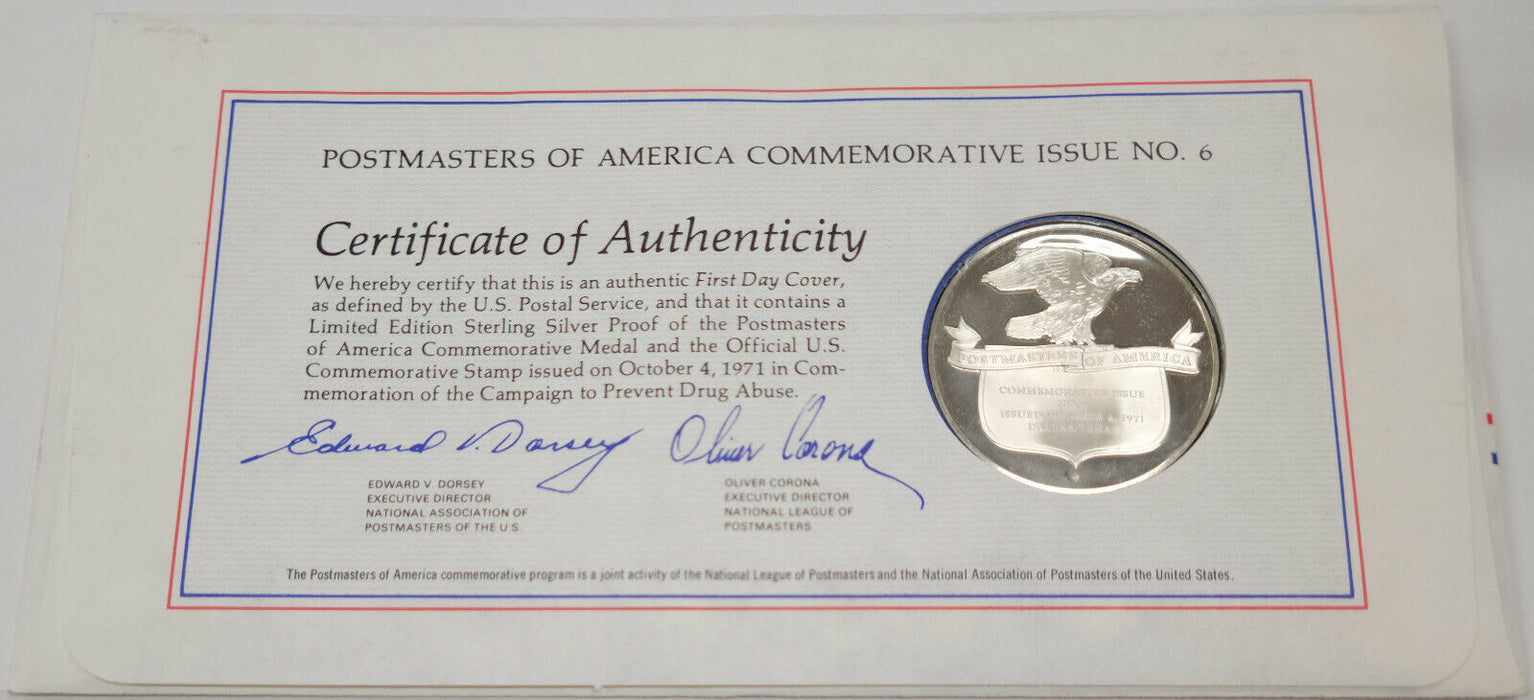 POSTMASTERS OF AMERICA COMMEMORATIVE ISSUE NO. 6
Certificate of Authenticity
We hereby certify that this is an authentic First Day Cover,
as defined by the U.S. Postal Service, and that it contains a
Limited Edition Sterling Silver Proof of the Postmasters
of America Commemorative Medal and the Official U.S.
Commemorative Stamp issued on October 4, 1971 in Com-
memoration of the Campaign to Prevent Drug Abuse.
Edward V. Dorsey
Oliver Corona
EDWARD V. DORSEY
EXECUTIVE DIRECTOR
NATIONAL ASSOCIATION OF
POSTMASTERS OF THE U S.
OLIVER CORONA
EXECUTIVE DIRECTOR
NATIONAL LEAGUE OF
POSTMASTERS
POSTMASTERS OF AMERICA
COMMEMORATIVE ISSUE
ISSUED 1971
DALLAS, TEXAS
The Postmasters of America commemorative program is a joint activity of the National League of Postmasters and the National Association of Postmasters of the United States.